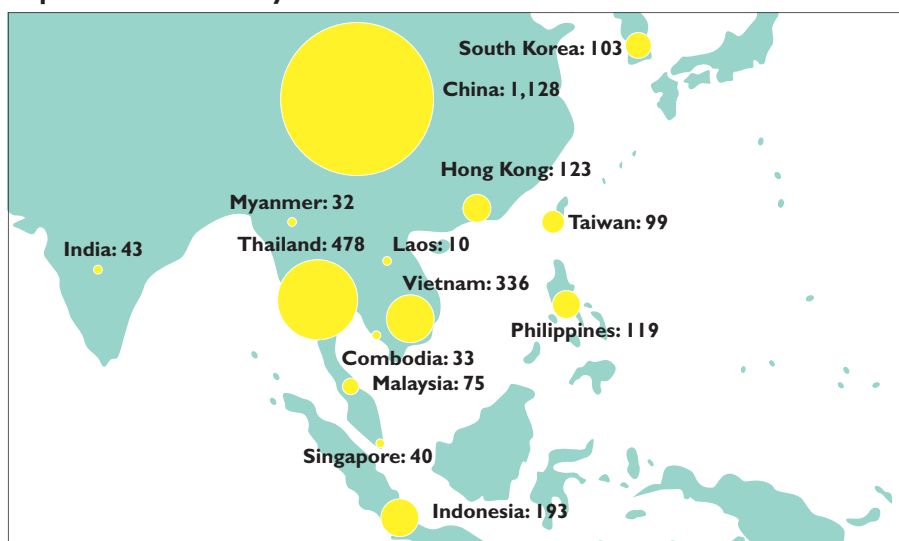 South Korea: 103
China: 1,128
Hong Kong: 123
Myanmer: 32
Taiwan: 99
India: 43
Thailand: 478
Laos: 10
Vietnam: 336
Philippines: 119
Combodia: 33
Malaysia: 75
Singapore: 40
Indonesia: 193